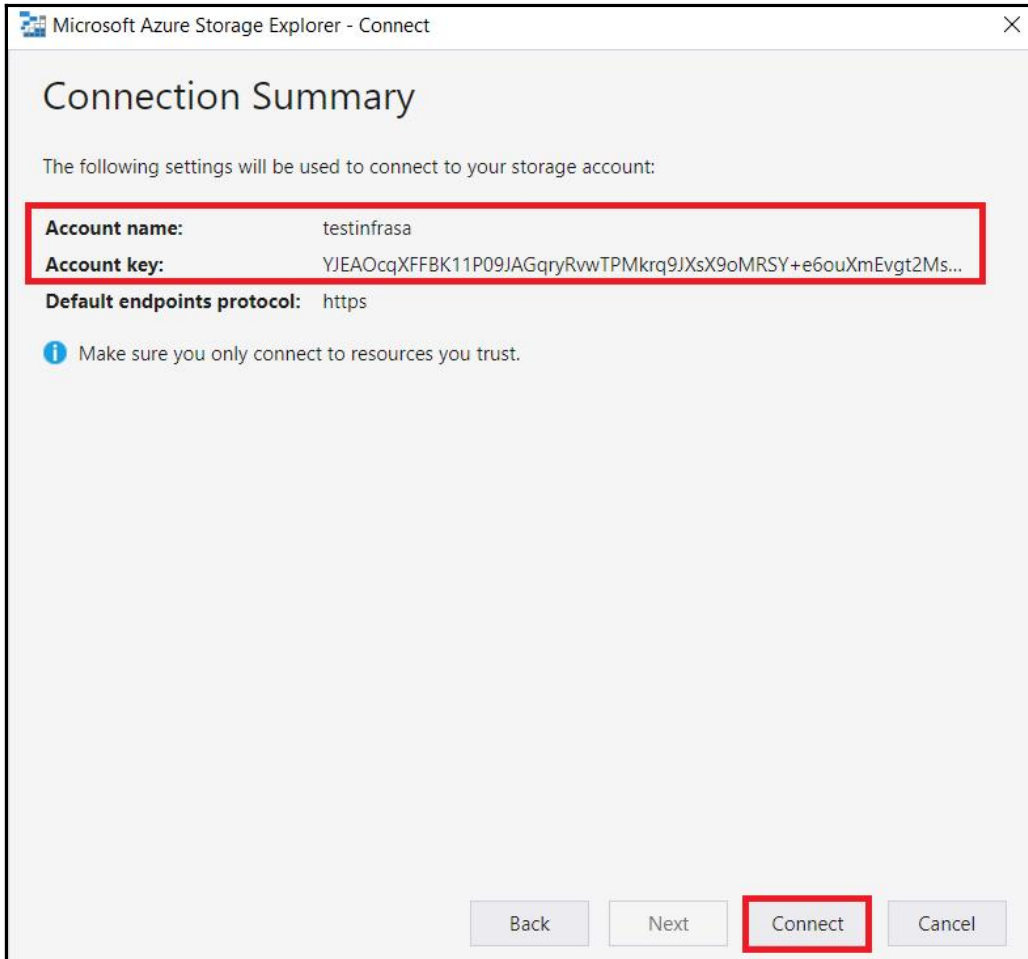 Microsoft Azure Storage Explorer - Connect
Connection Summary
The following settings will be used to connect to your storage account:
Account name: testinfrasa
Account key: YJEAOcqXFFBK11P09JAGqryRvwTPMkrq9JXsX9oMRSY+e6ouXmEvgt2Ms...
Default endpoints protocol: https
Make sure you only connect to resources you trust.
Back Next Connect Cancel